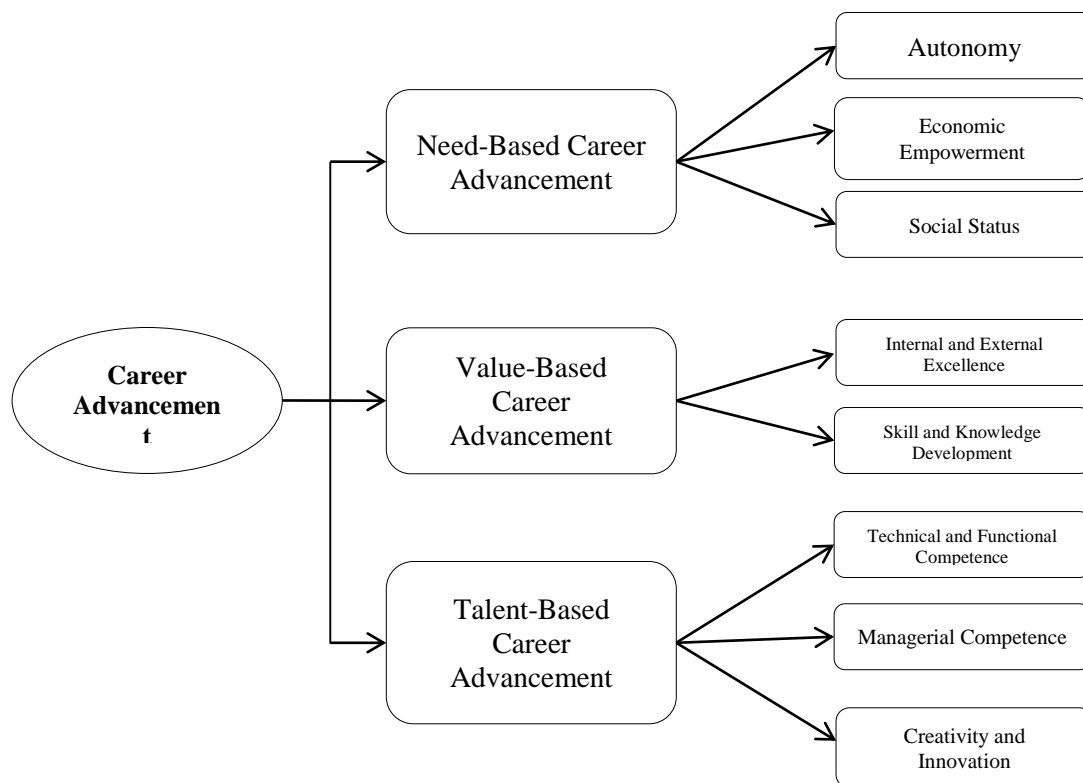 Career
Advancemen
t
Need-Based Career
Advancement
Autonomy
Economic
Empowerment
Social Status
Value-Based
Career
Advancement
Internal and External
Excellence
Skill and Knowledge
Development
Talent-Based
Career
Advancement
Technical and Functional
Competence
Managerial Competence
Creativity and
Innovation